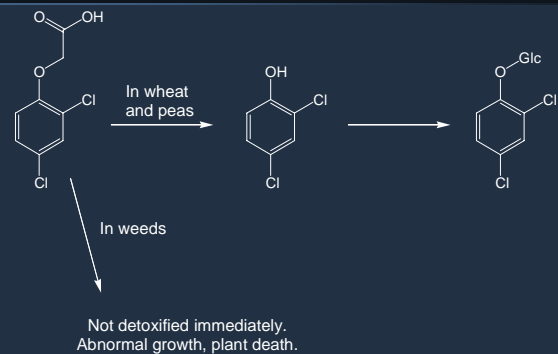 O
OH
O
Cl
Cl
In wheat
and peas
OH
Cl
Cl
O
Glc
Cl
Cl
In weeds
Not detoxified immediately.
Abnormal growth, plant death.